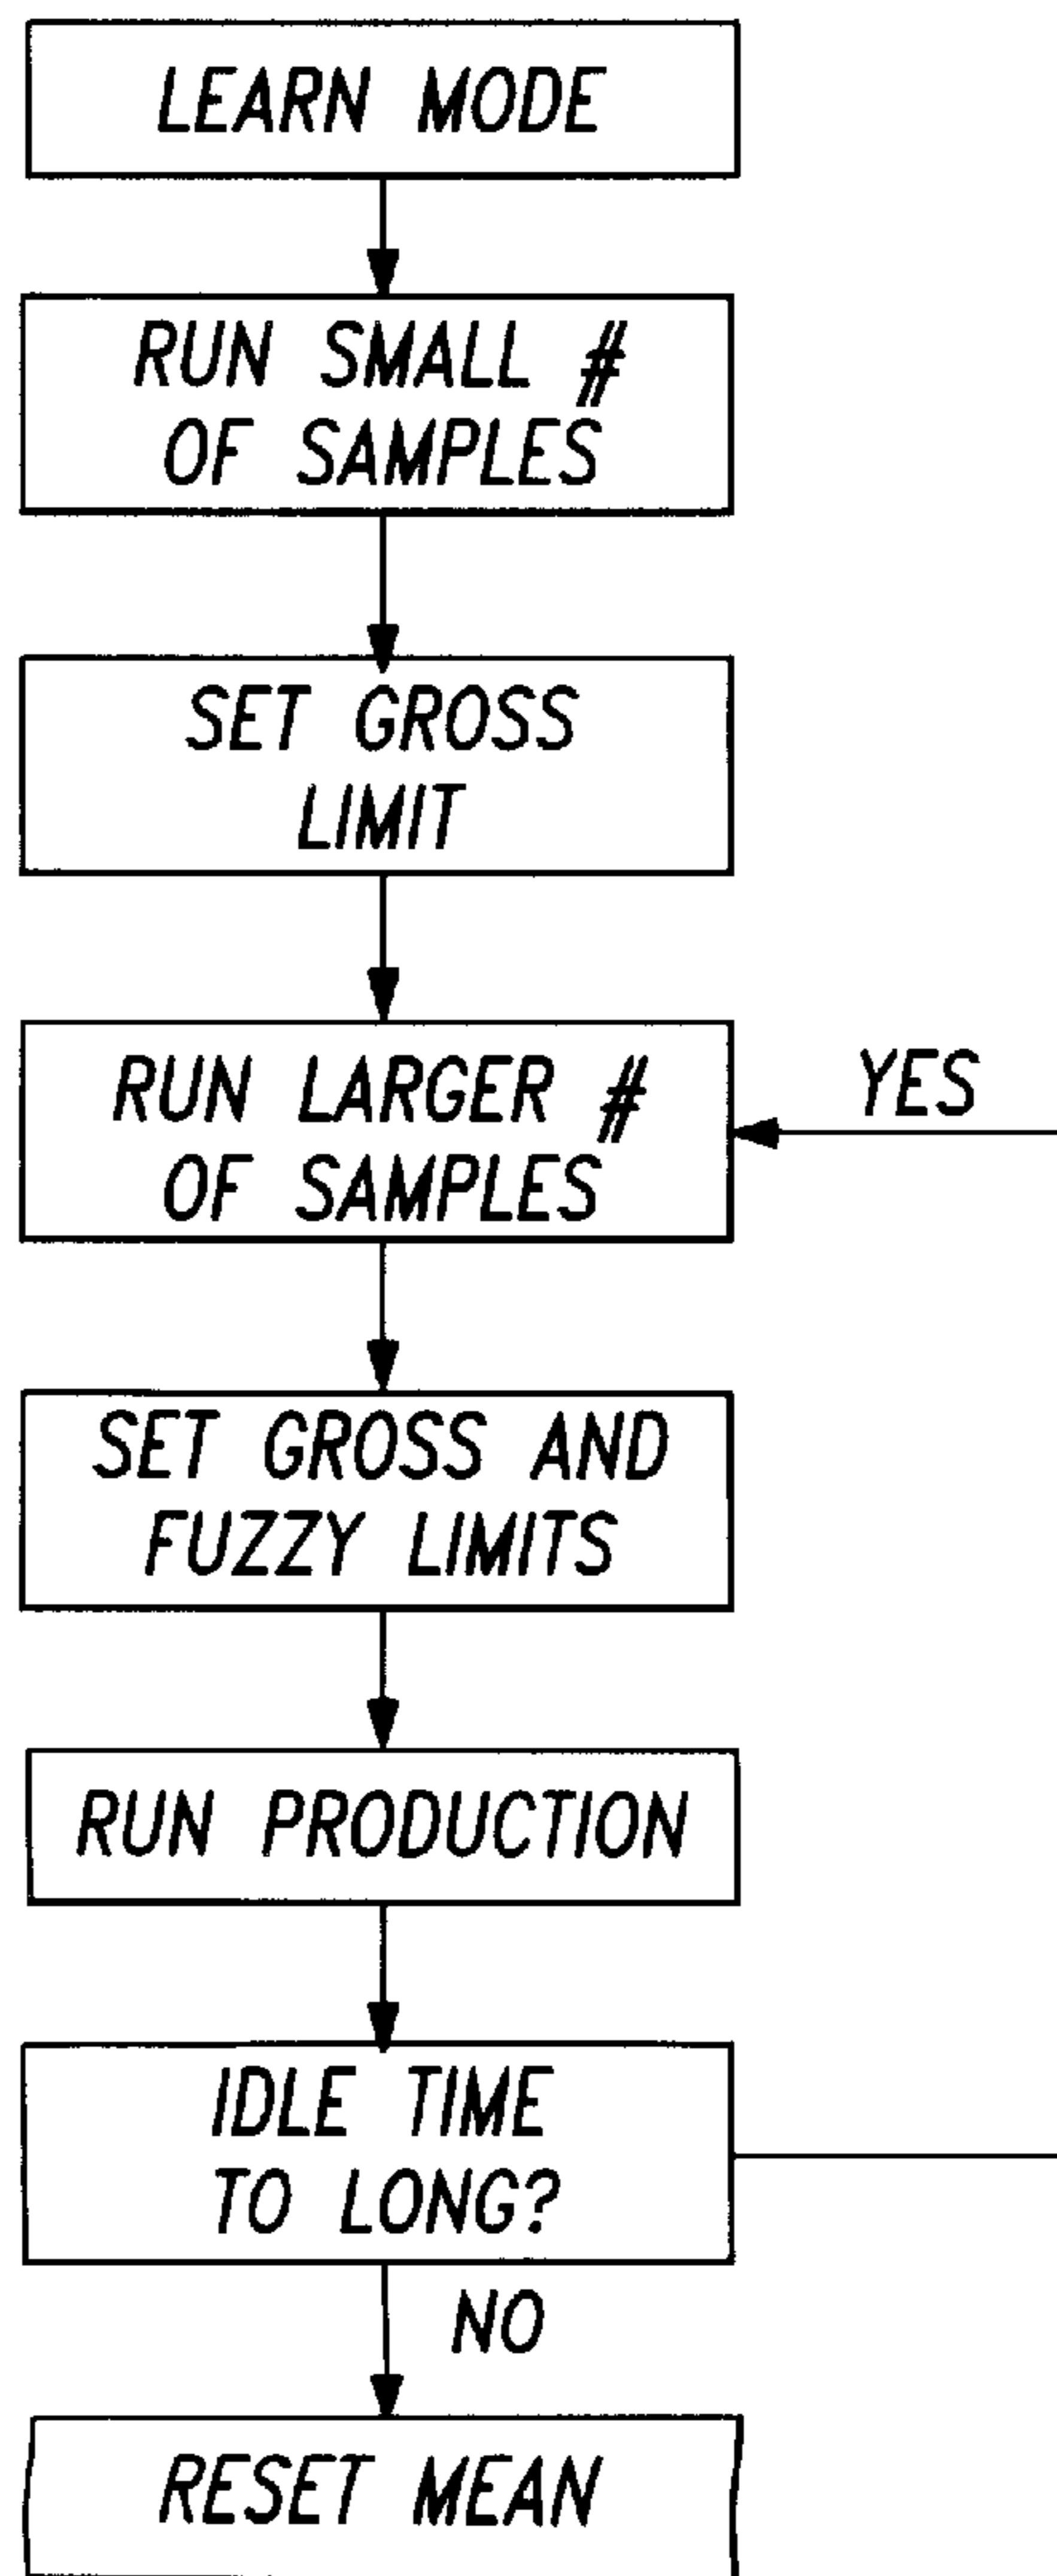 LEARN MODE
RUN SMALL #
OF SAMPLES
SET GROSS
LIMIT
RUN LARGER #
OF SAMPLES
YES
SET GROSS AND
FUZZY LIMITS
RUN PRODUCTION
IDLE TIME
TO LONG?
NO
RESET MEAN